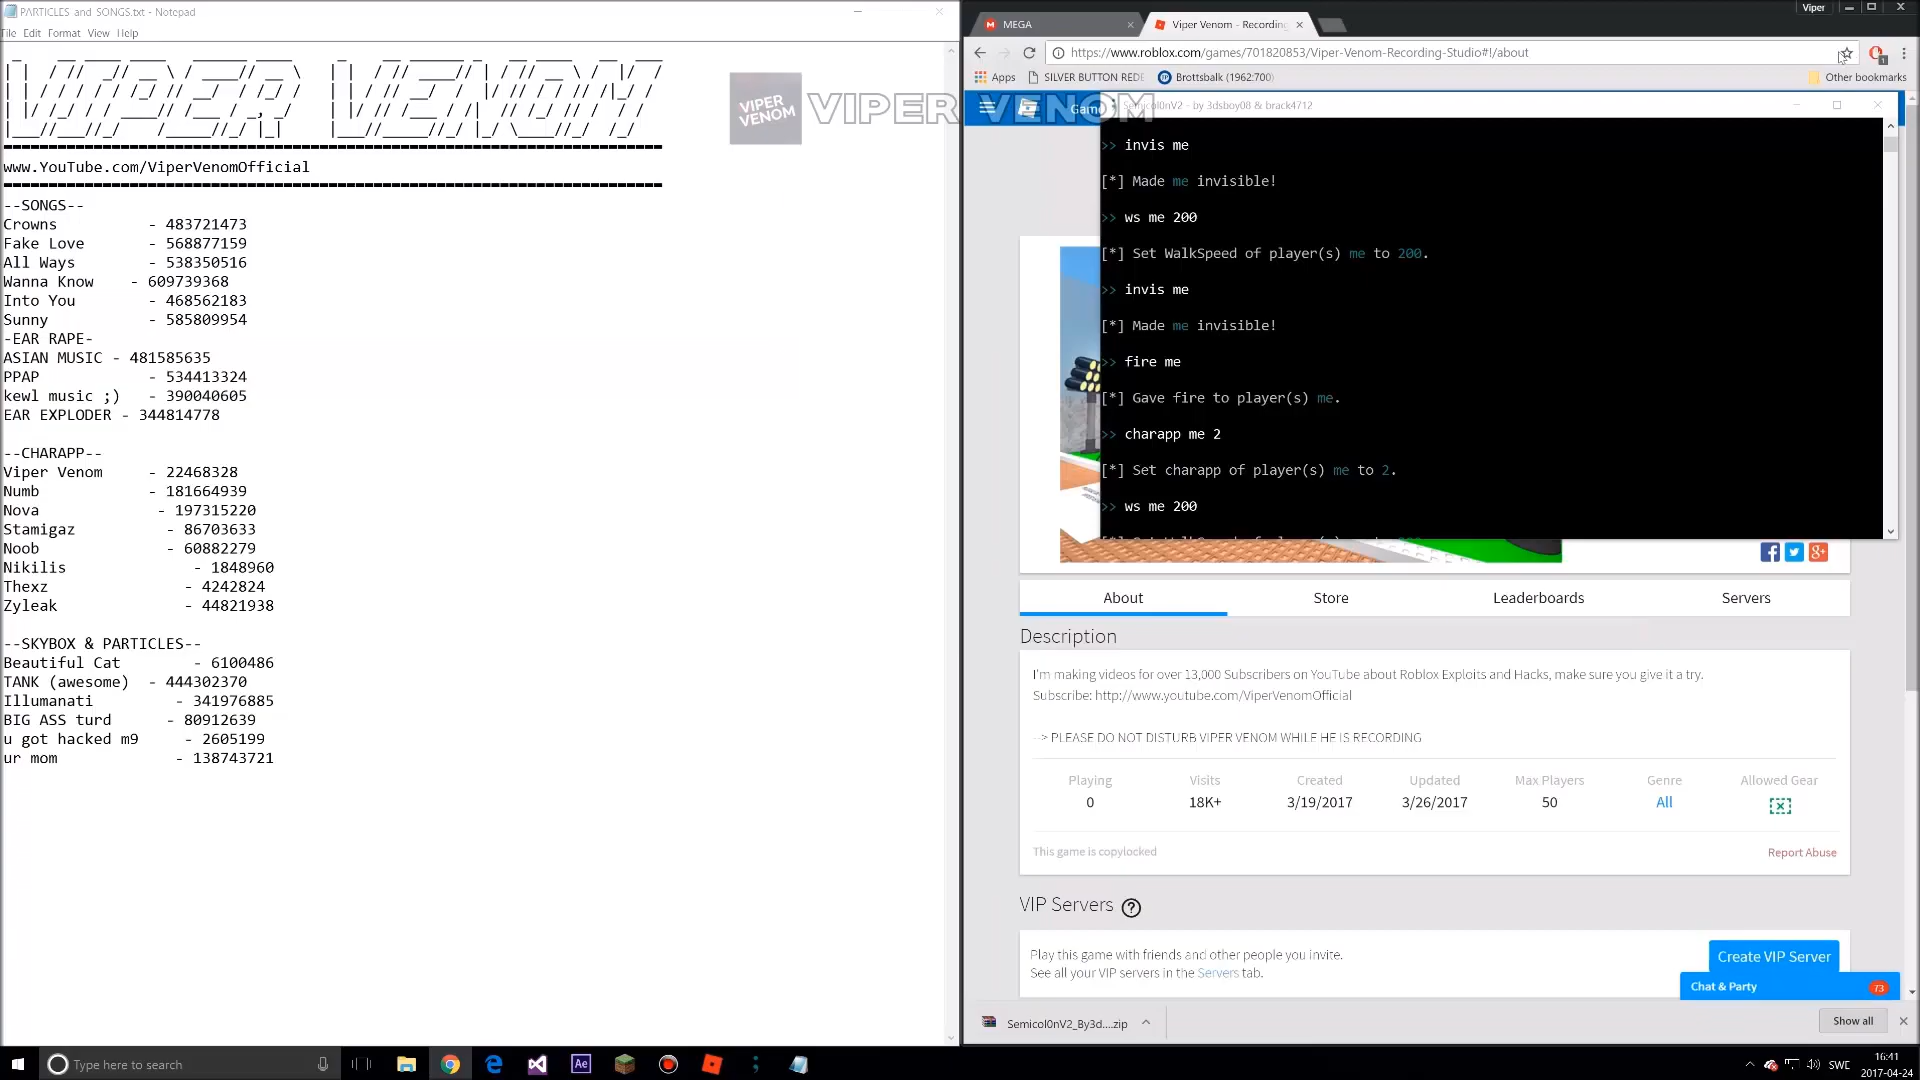 PARTICLES and SONGS.txt - Notepad
File Edit Format View Help
www.YouTube.com/ViperVenomOfficial
--SONGS--
Crowns - 483721473
Fake Love - 568877159
All Ways - 538350516
Wanna Know - 609739368
Into You - 468562183
Sunny - 585809954
-EAR RAPE-
ASIAN MUSIC - 481585635
PPAP - 534413324
kewl music ;) - 390040605
EAR EXPLODER - 344814778
--CHARAPP--
Viper Venom - 22468328
Numb - 181664939
Nova - 197315220
Stamigaz - 86703633
Noob - 60882279
Nikilis - 1848960
Thexz - 4242824
Zyleak - 44821938
--SKYBOX & PARTICLES--
Beautiful Cat - 6100486
TANK (awesome) - 444302370
Illumanati - 341976885
BIG ASS turd - 80912639
u got hacked m9 - 2605199
ur mom - 138743721
VIPER VENOM
VIPER VENOM
Viper
MEGA
Viper Venom - Recording
https://www.roblox.com/games/701820853/Viper-Venom-Recording-Studio#!/about
Apps SILVER BUTTON REDE Brottsbalk (1962:700) Other bookmarks
Semicol0nV2 - by 3dsboy08 & brack4712
>> invis me
[*] Made me invisible!
>> ws me 200
[*] Set WalkSpeed of player(s) me to 200.
>> invis me
[*] Made me invisible!
>> fire me
[*] Gave fire to player(s) me.
>> charapp me 2
[*] Set charapp of player(s) me to 2.
>> ws me 200
About Store Leaderboards Servers
Description
I'm making videos for over 13,000 Subscribers on YouTube about Roblox Exploits and Hacks, make sure you give it a try.
Subscribe: http://www.youtube.com/ViperVenomOfficial
--> PLEASE DO NOT DISTURB VIPER VENOM WHILE HE IS RECORDING
Playing Visits Created Updated Max Players Genre Allowed Gear
0 18K+ 3/19/2017 3/26/2017 50 All
This game is copylocked Report Abuse
VIP Servers ?
Play this game with friends and other people you invite.
See all your VIP servers in the Servers tab.
Create VIP Server
Chat & Party 73
Semicol0nV2_By3d....zip
Show all
Type here to search
SWE
16:41
2017-04-24